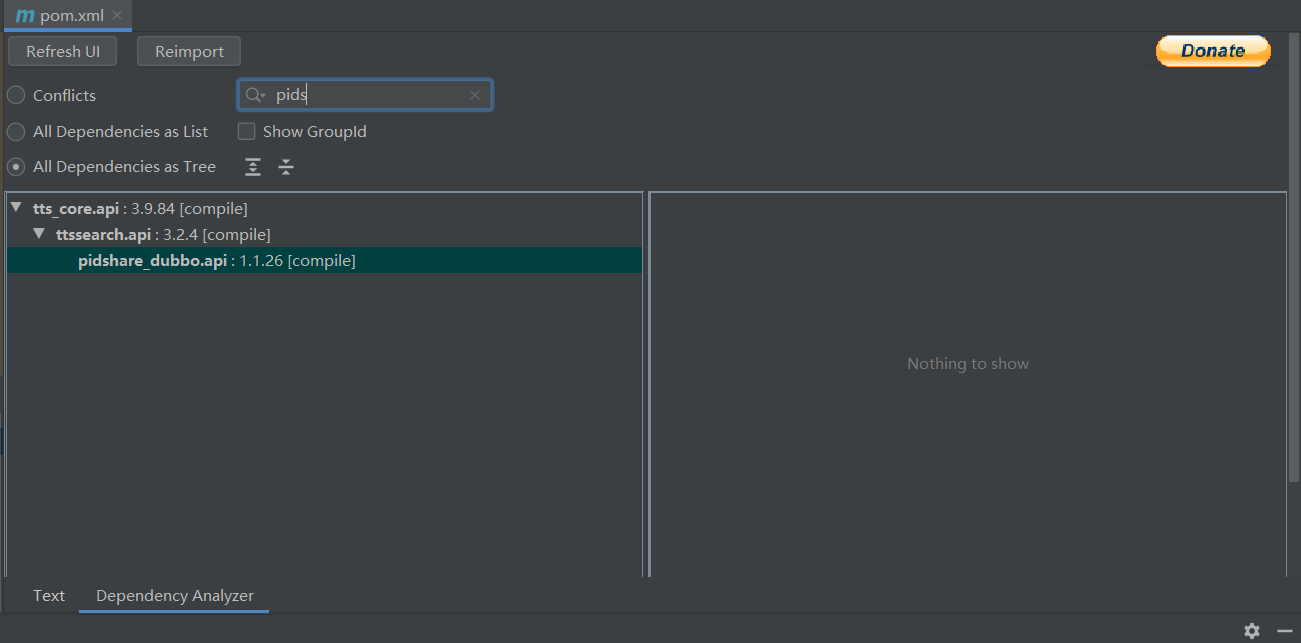 m pom.xml
Refresh UI Reimport Donate
Conflicts pids
All Dependencies as List Show GroupId
All Dependencies as Tree
tts_core.api : 3.9.84 [compile]
ttssearch.api : 3.2.4 [compile]
pidshare_dubbo.api : 1.1.26 [compile]
Nothing to show
Text Dependency Analyzer